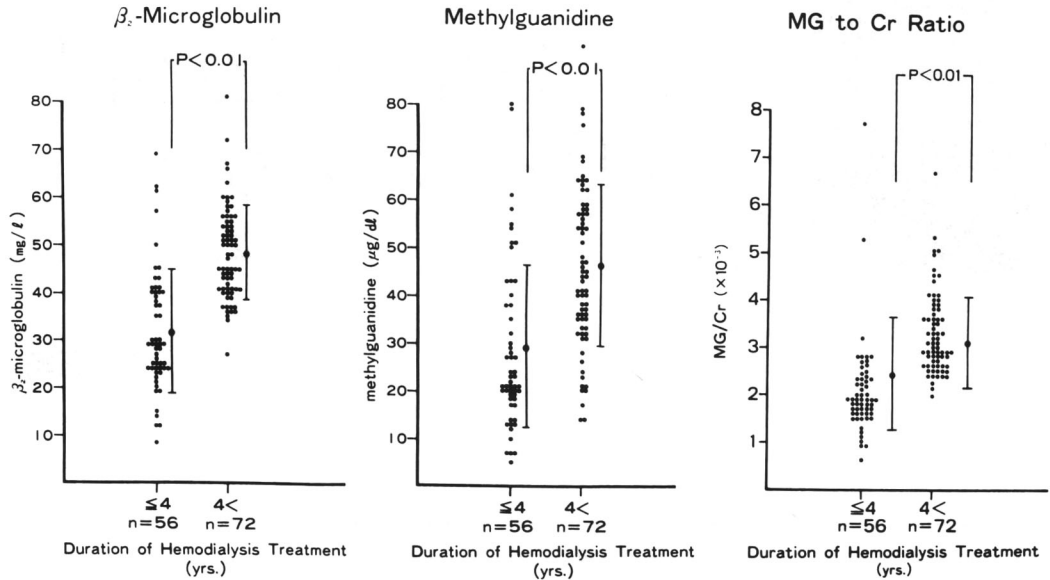 β₂-Microglobulin
P<0.01
80
70
60
50
40
30
20
10
β₂-microglobulin (mg/ℓ)
≦4
n=56
4<
n=72
Duration of Hemodialysis Treatment
(yrs.)
Methylguanidine
P<0.01
80
70
60
50
40
30
20
10
methylguanidine (μg/dℓ)
≦4
n=56
4<
n=72
Duration of Hemodialysis Treatment
(yrs.)
MG to Cr Ratio
P<0.01
8
7
6
5
4
3
2
1
MG/Cr (×10⁻³)
≦4
n=56
4<
n=72
Duration of Hemodialysis Treatment
(yrs.)